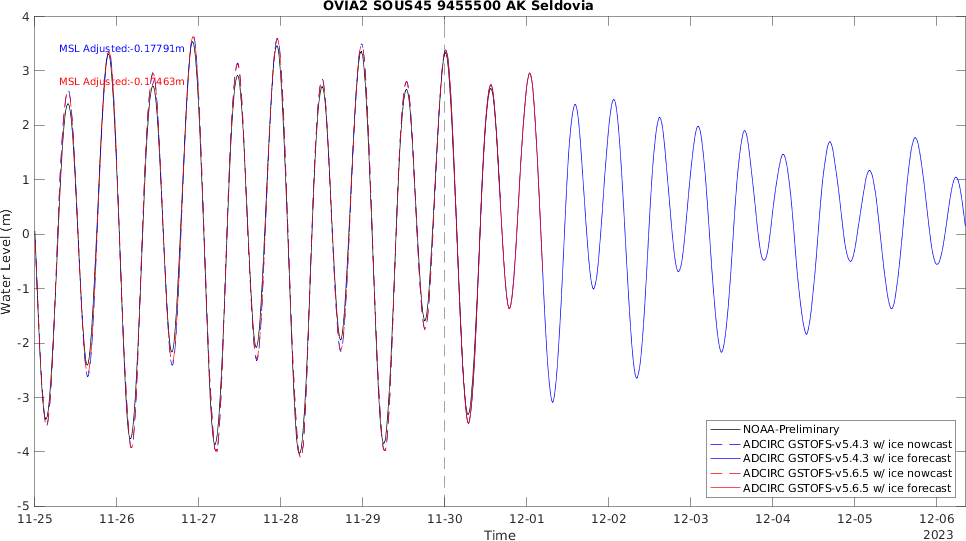 OVIA2 SOUS45 9455500 AK Seldovia
4
3
2
1
0
-1
-2
-3
-4
-5
Water Level (m)
MSL Adjusted:-0.17791m
MSL Adjusted:-0.17463m
NOAA-Preliminary
ADCIRC GSTOFS-v5.4.3 w/ ice nowcast
ADCIRC GSTOFS-v5.4.3 w/ ice forecast
ADCIRC GSTOFS-v5.6.5 w/ ice nowcast
ADCIRC GSTOFS-v5.6.5 w/ ice forecast
11-25 11-26 11-27 11-28 11-29 11-30 12-01 12-02 12-03 12-04 12-05 12-06
Time
2023